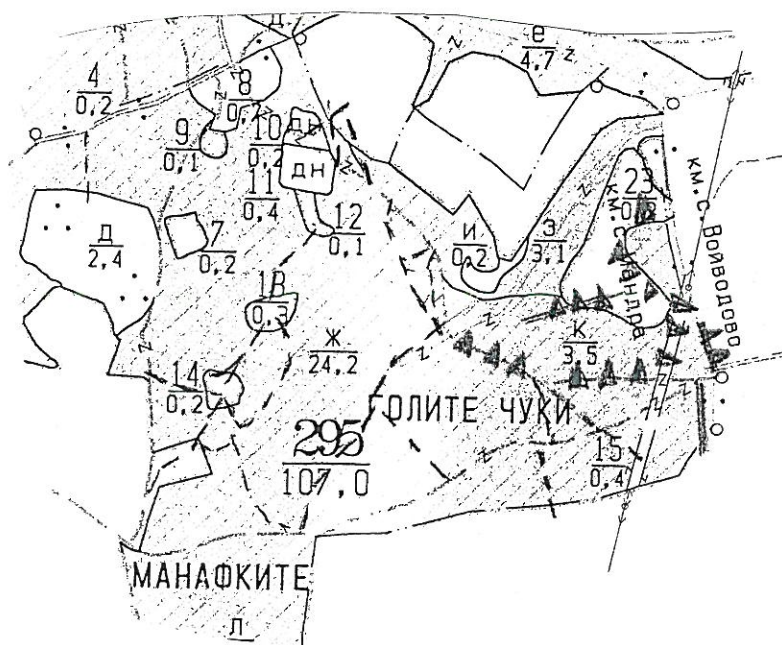 Д
е
4,7
4
0,2
8
9
0,1
10
0,2
дн
дн
11
0,4
12
0,1
7
0,2
Д
2,4
и
0,2
З
3,1
23
км. с. Войводово
13
0,3
ж
24,2
К
3,5
14
0,2
ГОЛИТЕ ЧУКИ
295
107,0
15
0,4
МАНАФКИТЕ
Л